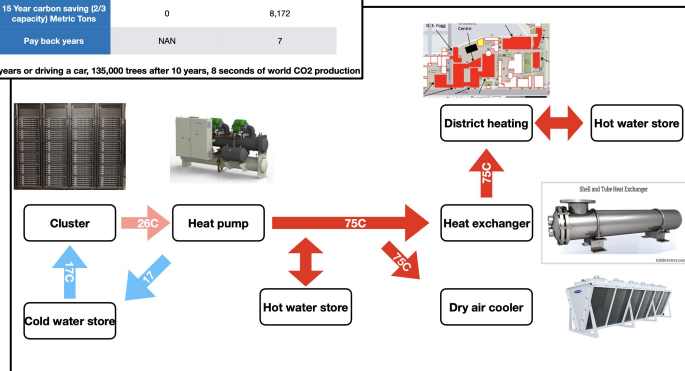 15 Year carbon saving (2/3
capacity) Metric Tons
0
8,172
Pay back years
NAN
7
years or driving a car, 135,000 trees after 10 years, 8 seconds of world CO2 production
G. E. Fogg
Centre
District heating
Hot water store
75C
Shell and Tube Heat Exchanger
Cluster
26C
Heat pump
75C
Heat exchanger
17C
17
75C
Cold water store
Hot water store
Dry air cooler